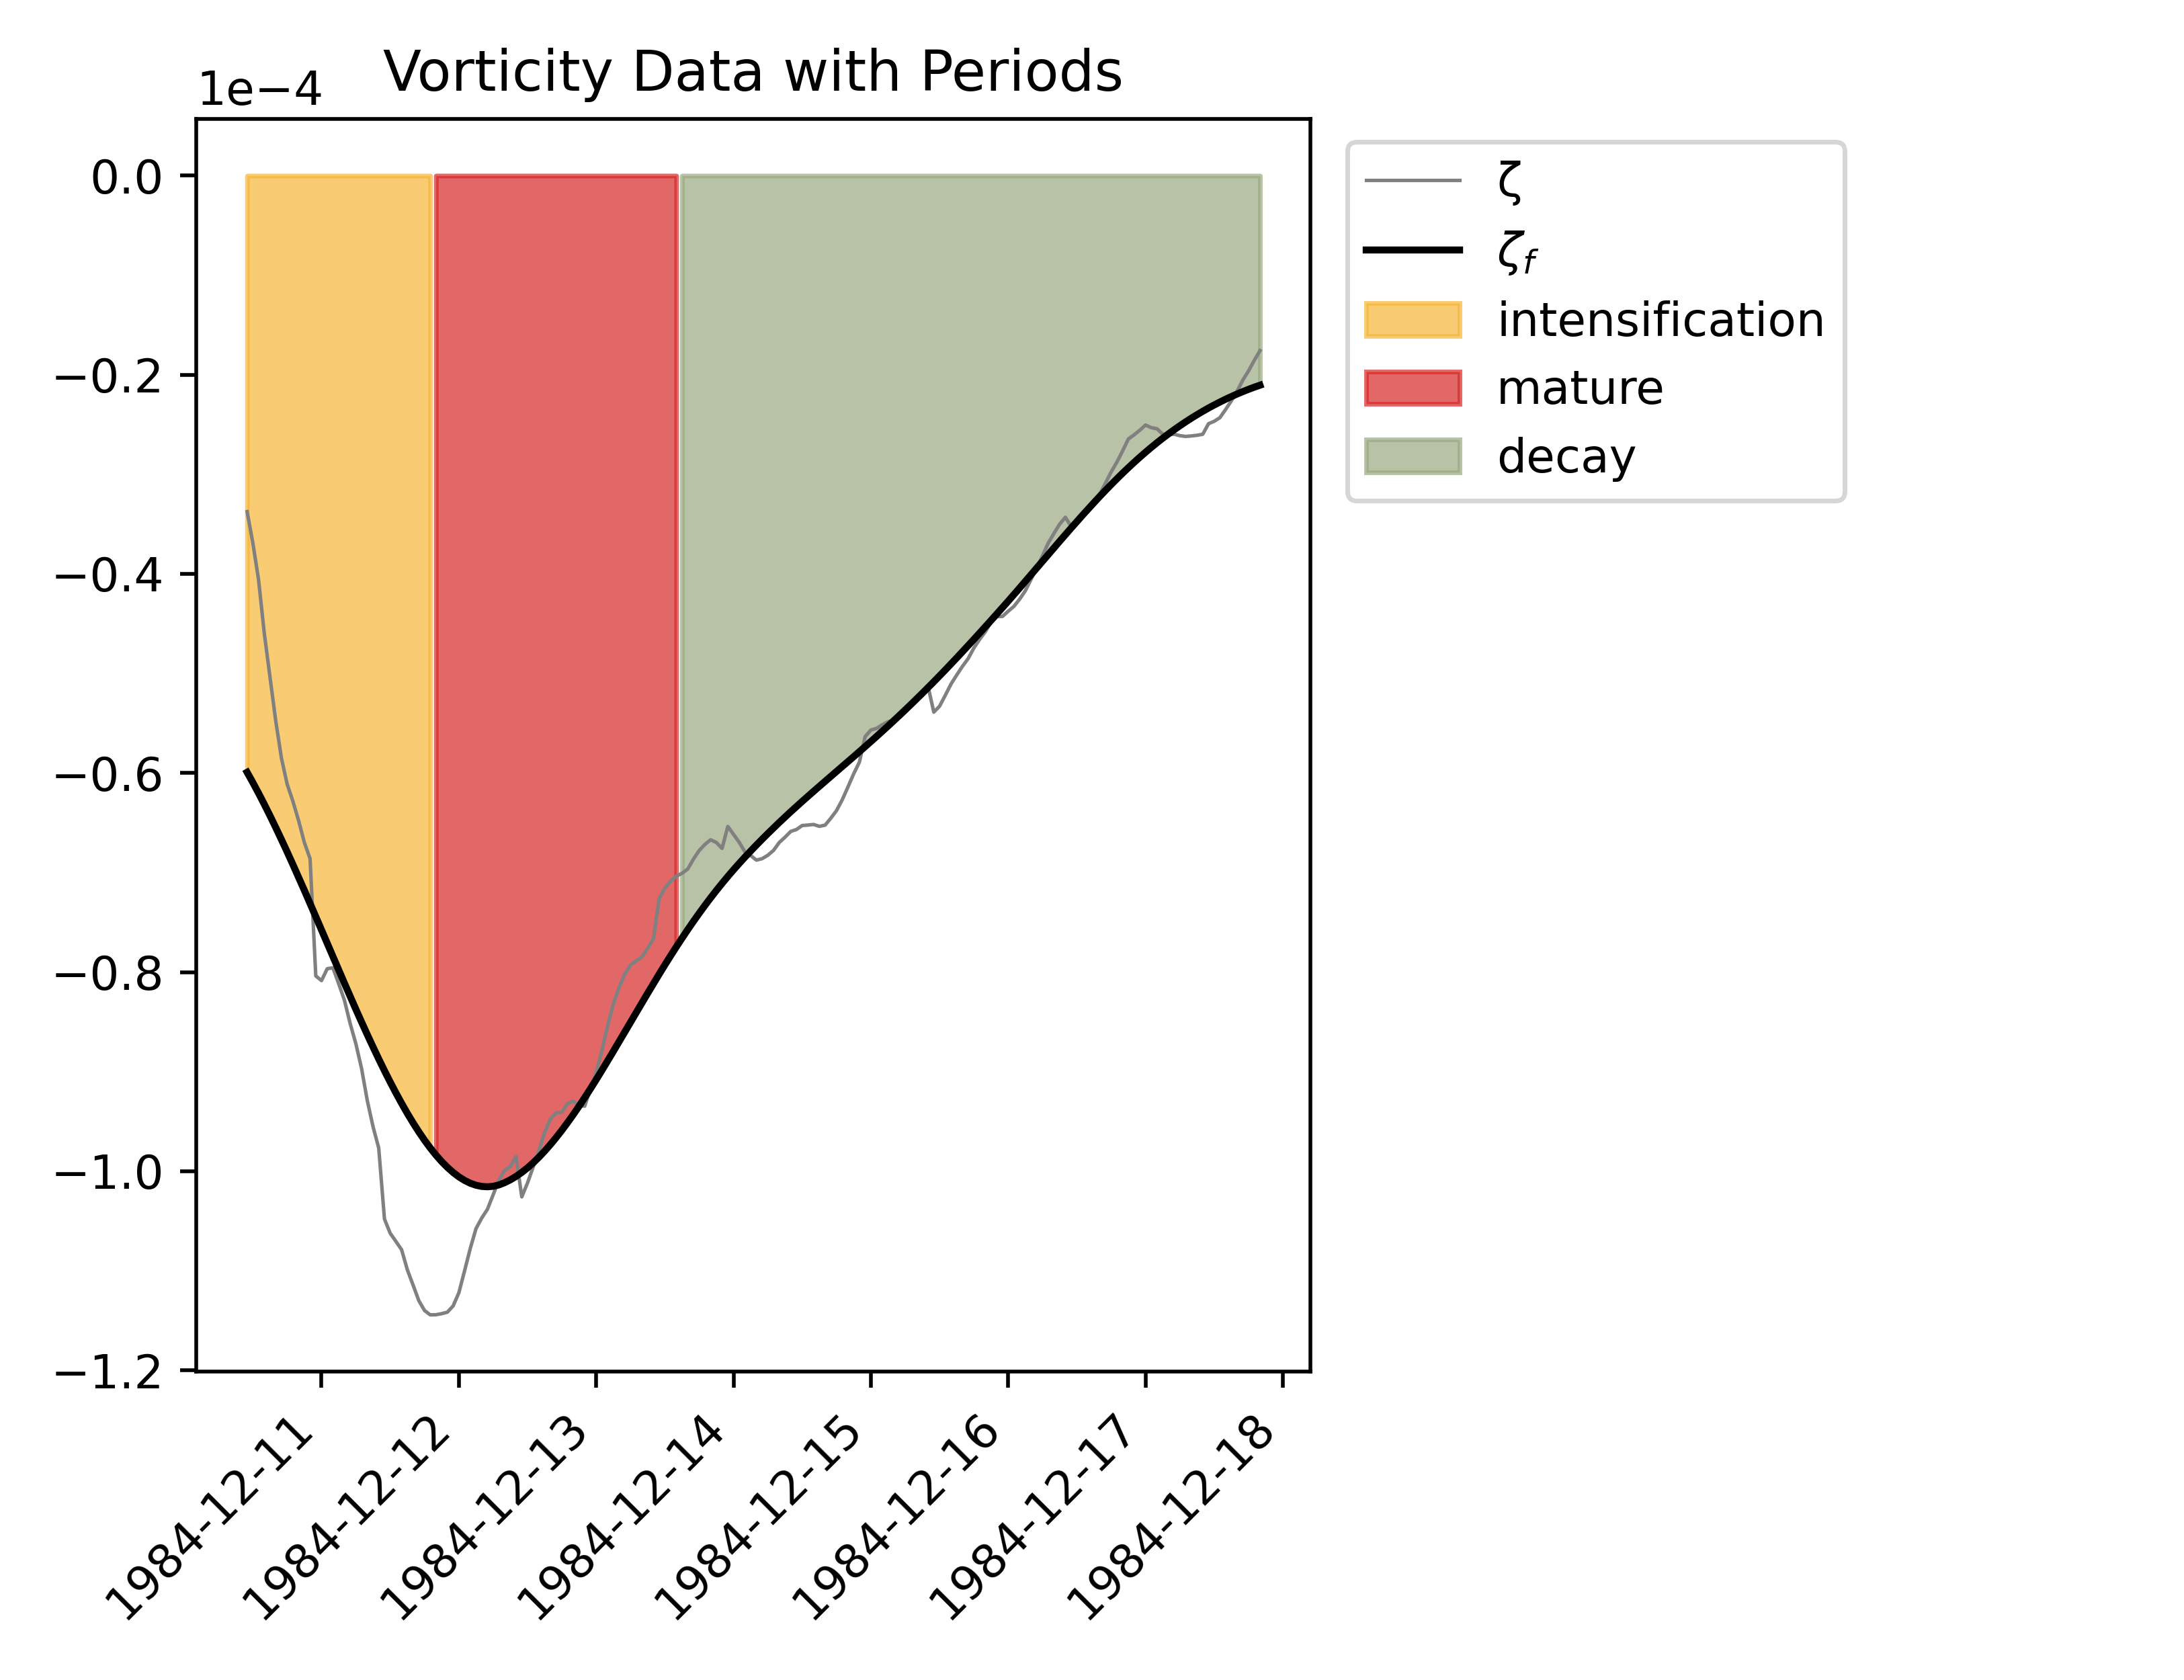 Vorticity Data with Periods
1e−4
0.0
−0.2
−0.4
−0.6
−0.8
−1.0
−1.2
1984-12-11
1984-12-12
1984-12-13
1984-12-14
1984-12-15
1984-12-16
1984-12-17
1984-12-18
ζ
ζf
intensification
mature
decay